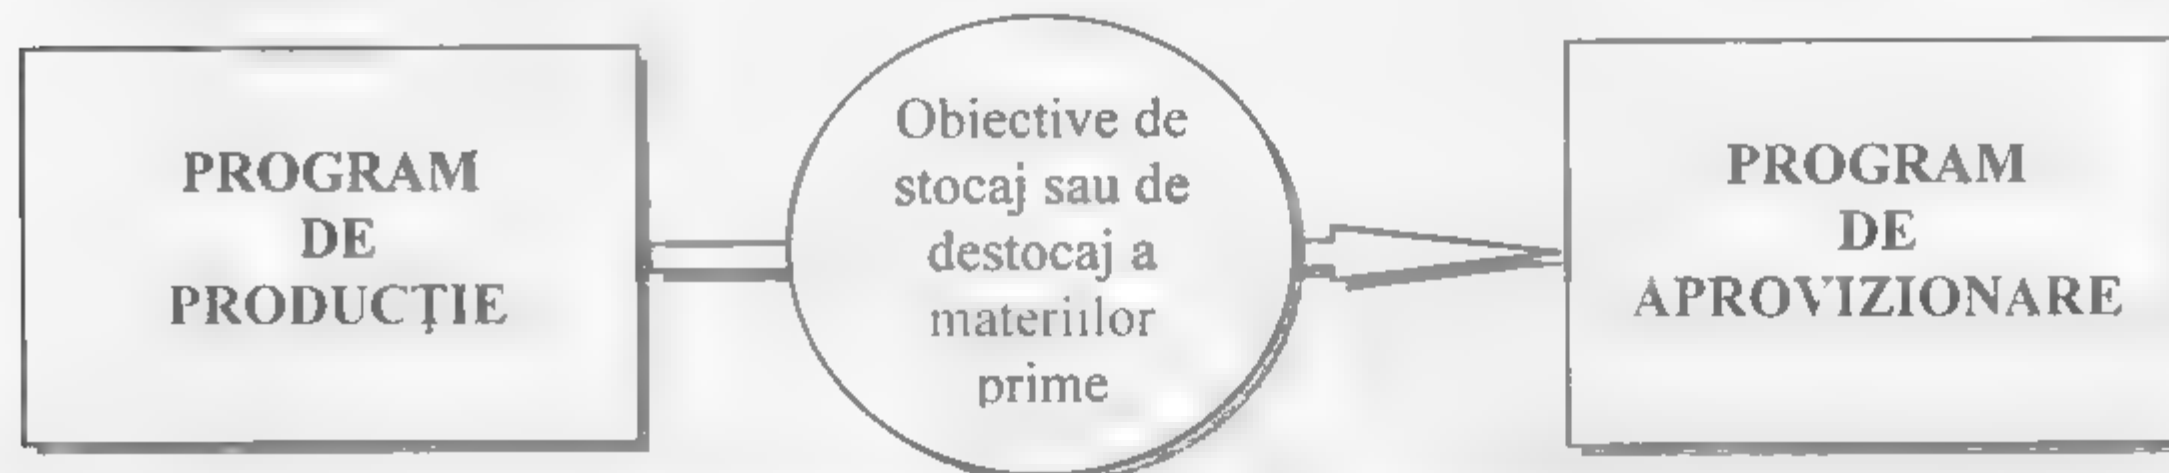 PROGRAM
DE
PRODUCȚIE
Obiective de
stocaj sau de
destocaj a
materiilor
prime
PROGRAM
DE
APROVIZIONARE